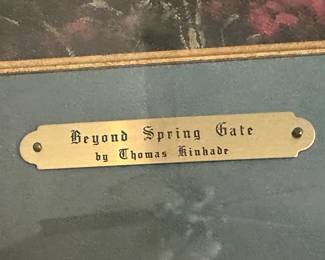 Beyond Spring Gate
by Thomas Kinkade